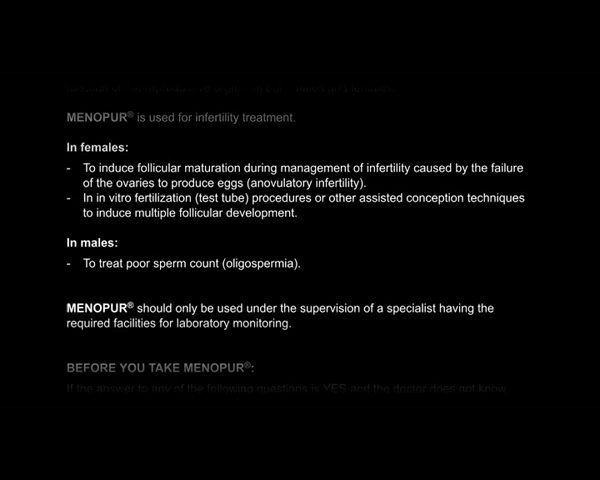 MENOPUR® is used for infertility treatment.
In females:
- To induce follicular maturation during management of infertility caused by the failure
of the ovaries to produce eggs (anovulatory infertility).
- In in vitro fertilization (test tube) procedures or other assisted conception techniques
to induce multiple follicular development.
In males:
- To treat poor sperm count (oligospermia).
MENOPUR® should only be used under the supervision of a specialist having the
required facilities for laboratory monitoring.
BEFORE YOU TAKE MENOPUR®:
If the answer to any of the following questions is YES and the doctor does not know